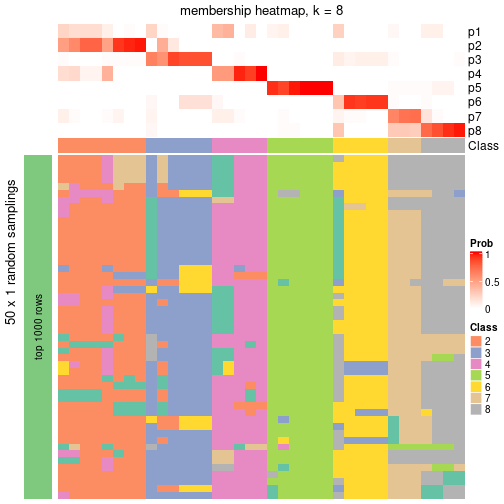 membership heatmap, k = 8
p1
p2
p3
p4
p5
p6
p7
p8
Class
50 x 1 random samplings
top 1000 rows
Prob
1
0.5
0
Class
2
3
4
5
6
7
8